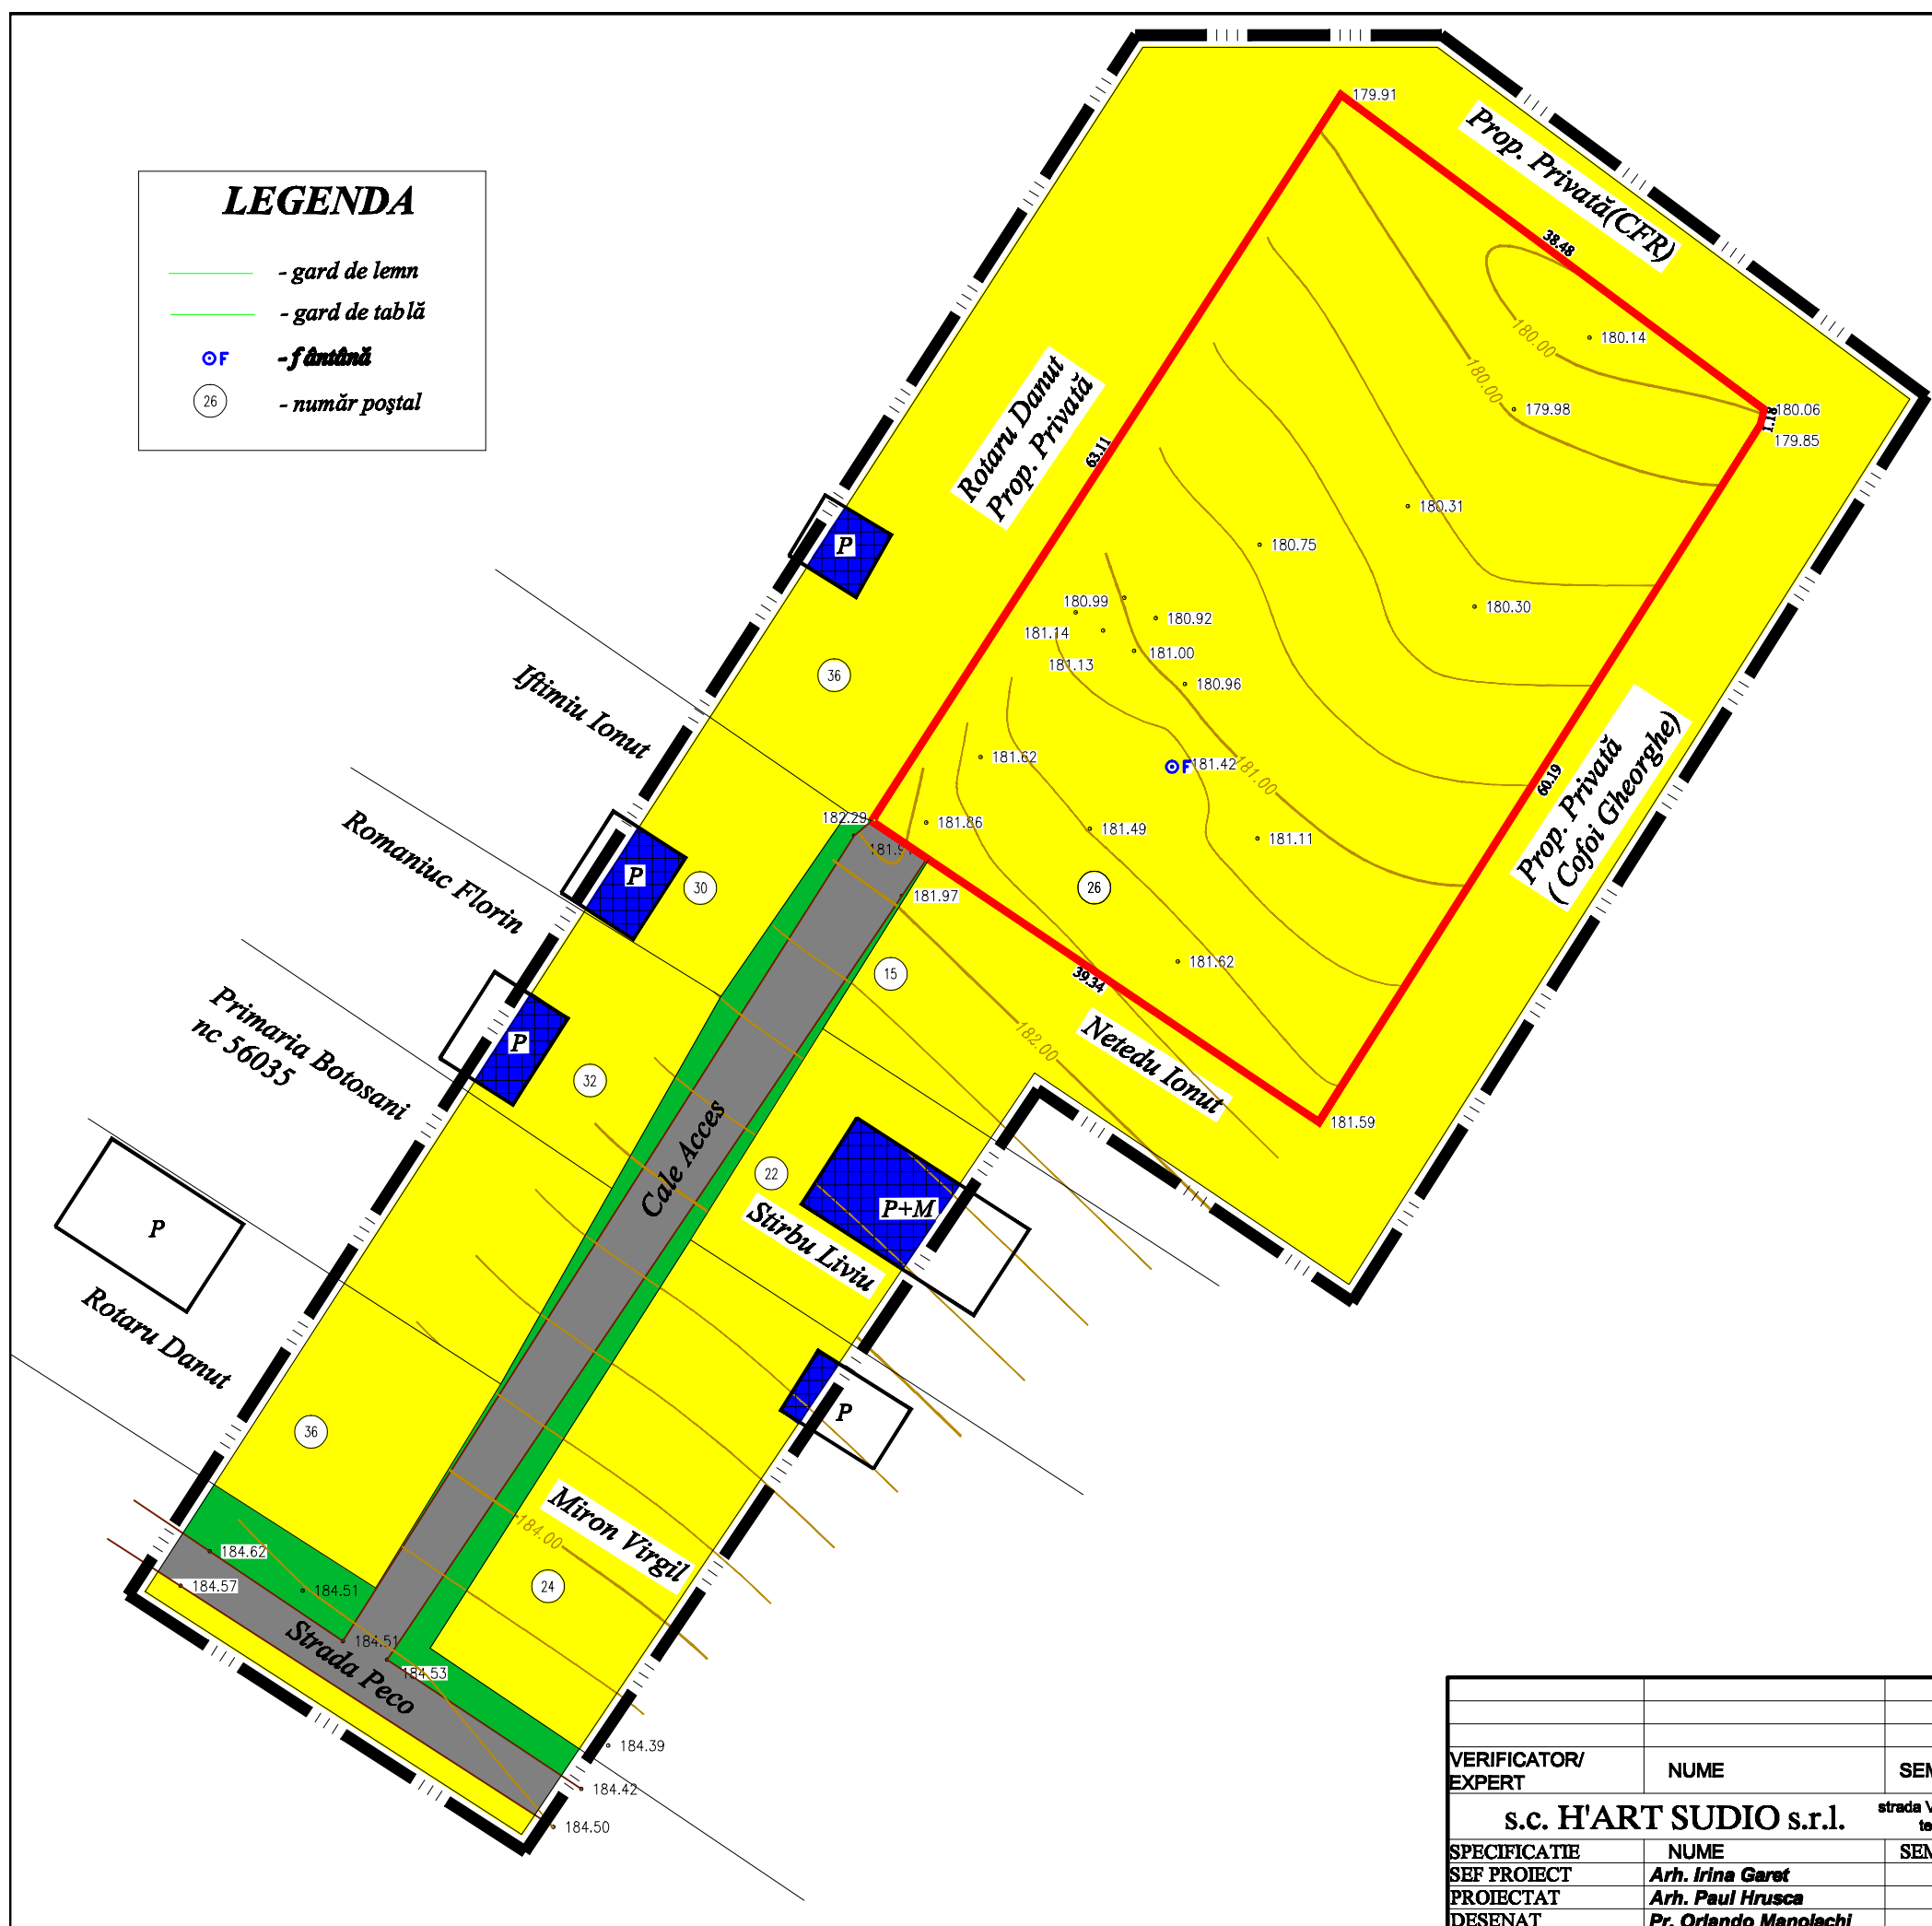 LEGENDA
- gard de lemn
- gard de tablă
F
- fântână
26
- număr poştal
179.91
Prop. Privată(CFR)
38.48
180.00
180.14
180.00
179.98
180.06
1.18
179.85
Rotaru Danut
Prop. Privată
63.11
180.31
180.75
180.30
180.99
180.92
181.14
181.00
181.13
180.96
P
36
Iftimiu Ionut
181.62
F
181.42
181.00
60.19
Prop. Privată
( Cofoi Gheorghe)
182.29
181.86
181.49
181.11
Romaniuc Florin
P
30
181.97
26
181.62
15
39.34
182.00
Netedu Ionut
181.59
Primaria Botosani
nc 56035
P
32
Cale Acces
22
P+M
Stirbu Liviu
P
Rotaru Danut
36
P
Miron Virgil
184.00
24
184.62
184.57
184.51
184.51
184.53
Strada Peco
184.39
184.42
184.50
VERIFICATOR/
EXPERT
NUME
s.c. H'ART SUDIO s.r.l.
strada
SPECIFICATIE
NUME
SEF PROIECT
Arh. Irina Garet
PROIECTAT
Arh. Paul Hrusca
DESENAT
Pr. Orlando Manolachi